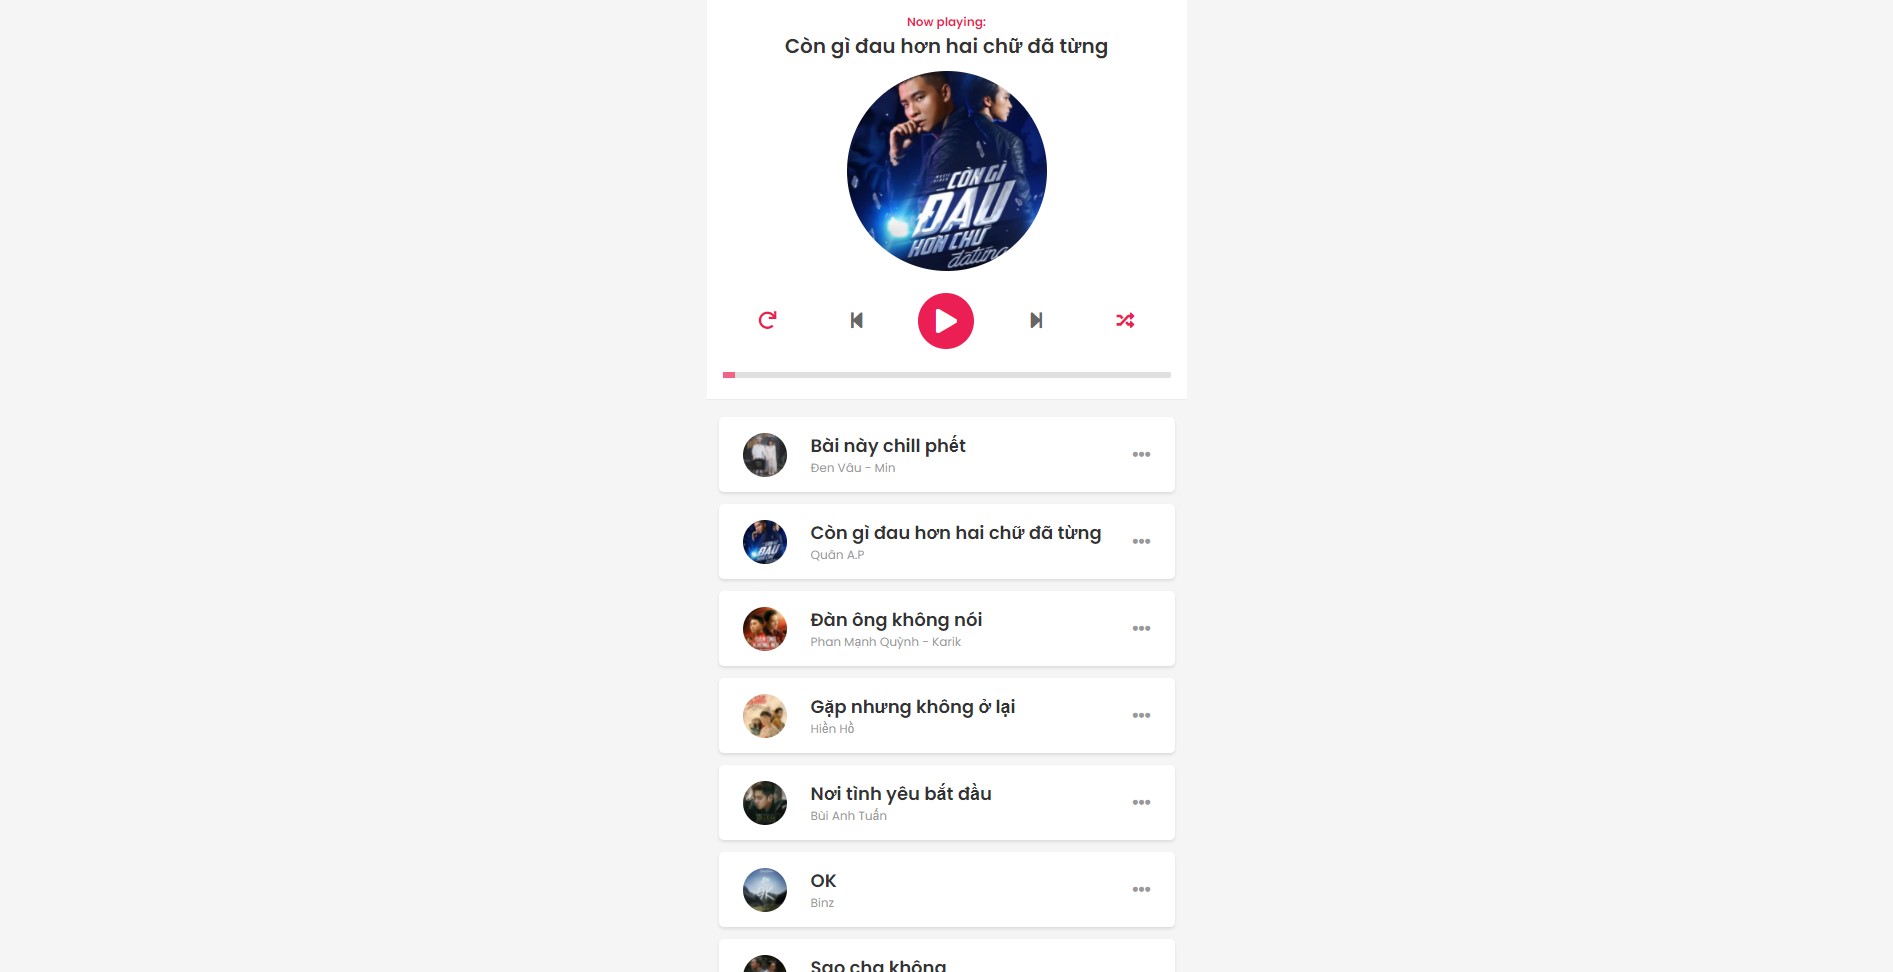 Now playing:
Còn gì đau hơn hai chữ đã từng
CÒN GÌ
ĐAU
HƠN CHỮ
đã từng
Bài này chill phết
Đen Vâu - Min
Còn gì đau hơn hai chữ đã từng
Quân A.P
Đàn ông không nói
Phan Mạnh Quỳnh - Karik
Gặp nhưng không ở lại
Hiền Hồ
Nơi tình yêu bắt đầu
Bùi Anh Tuấn
OK
Binz
Sao cha không